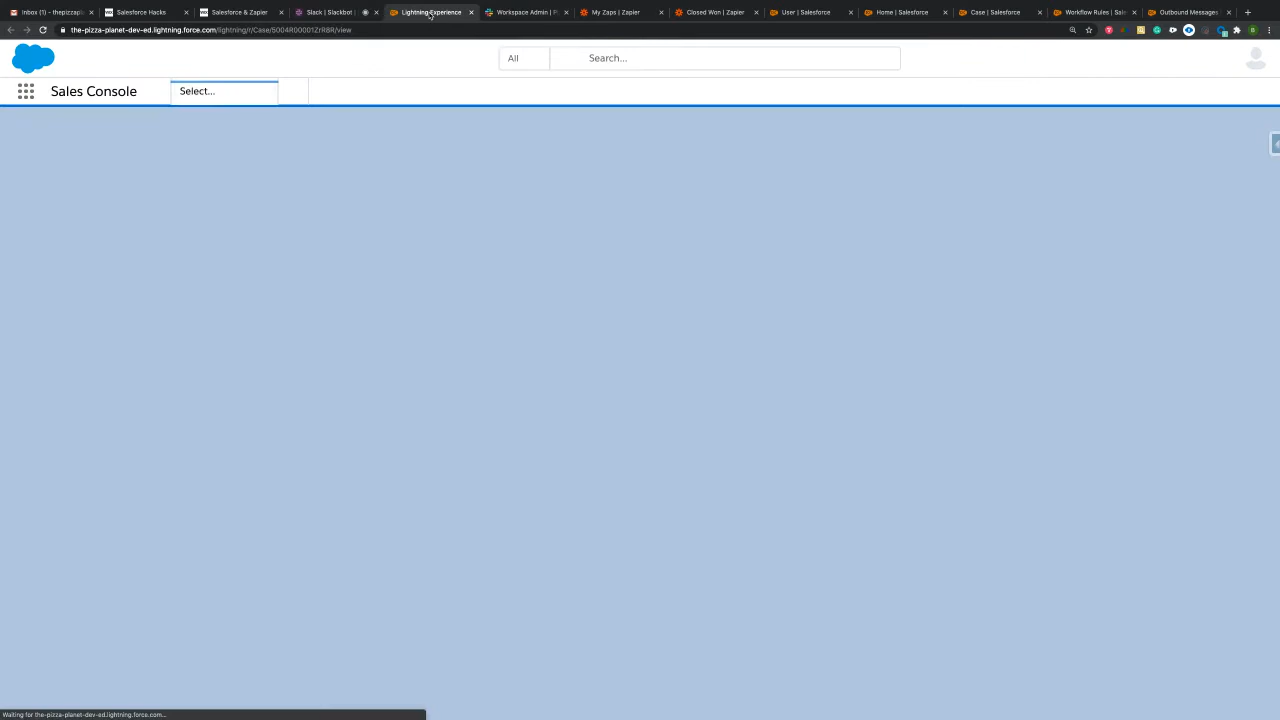 Inbox (1) – thepizzapl
Salesforce Hacks
Salesforce & Zapier
Slack | Slackbot |
Lightning Experience
Workspace Admin | F
My Zaps | Zapier
Closed Won | Zapier
User | Salesforce
Home | Salesforce
Case | Salesforce
Workflow Rules | Sale
Outbound Messages
the-pizza-planet-dev-ed.lightning.force.com/lightning/r/Case/5004R00001ZrR8R/view
All
Search...
Sales Console
Select...
Waiting for the-pizza-planet-dev-ed.lightning.force.com...